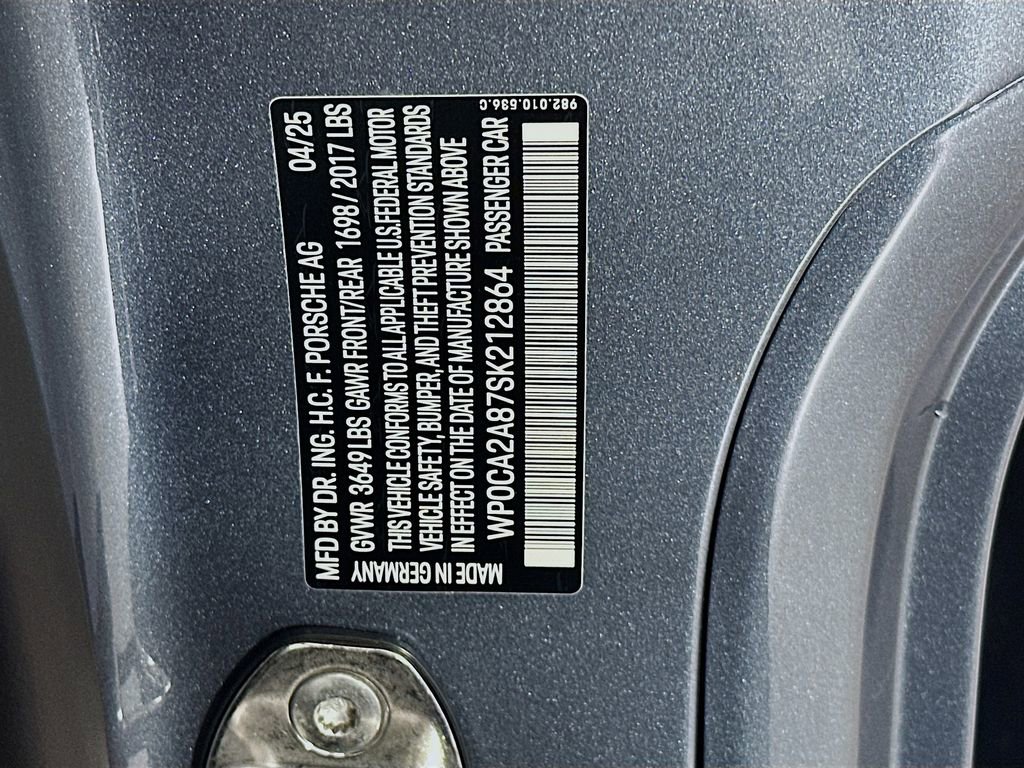 MFD BY DR. ING. H.C. F. PORSCHE AG 04/25
GVWR 3649 LBS GAWR FRONT/REAR 1698/2017 LBS
THIS VEHICLE CONFORMS TO ALL APPLICABLE U.S. FEDERAL MOTOR
VEHICLE SAFETY, BUMPER, AND THEFT PREVENTION STANDARDS
IN EFFECT ON THE DATE OF MANUFACTURE SHOWN ABOVE
WP0CA2A87SK212864 PASSENGER CAR
MADE IN GERMANY
982.010.536.C